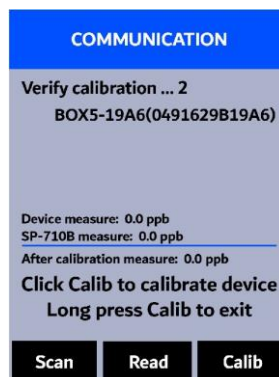 COMMUNICATION
Verify calibration ... 2
BOX5-19A6(0491629B19A6)
Device measure: 0.0 ppb
SP-710B measure: 0.0 ppb
After calibration measure: 0.0 ppb
Click Calib to calibrate device
Long press Calib to exit
Scan Read Calib